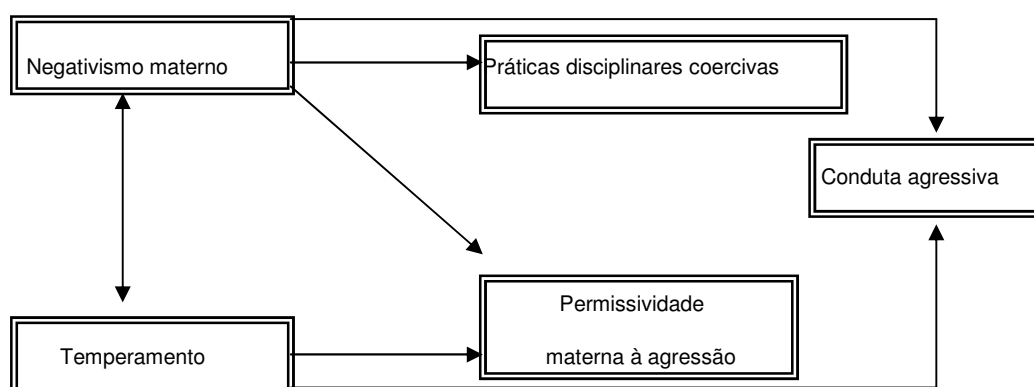 Negativismo materno
Práticas disciplinares coercivas
Conduta agressiva
Permissividade
materna à agressão
Temperamento